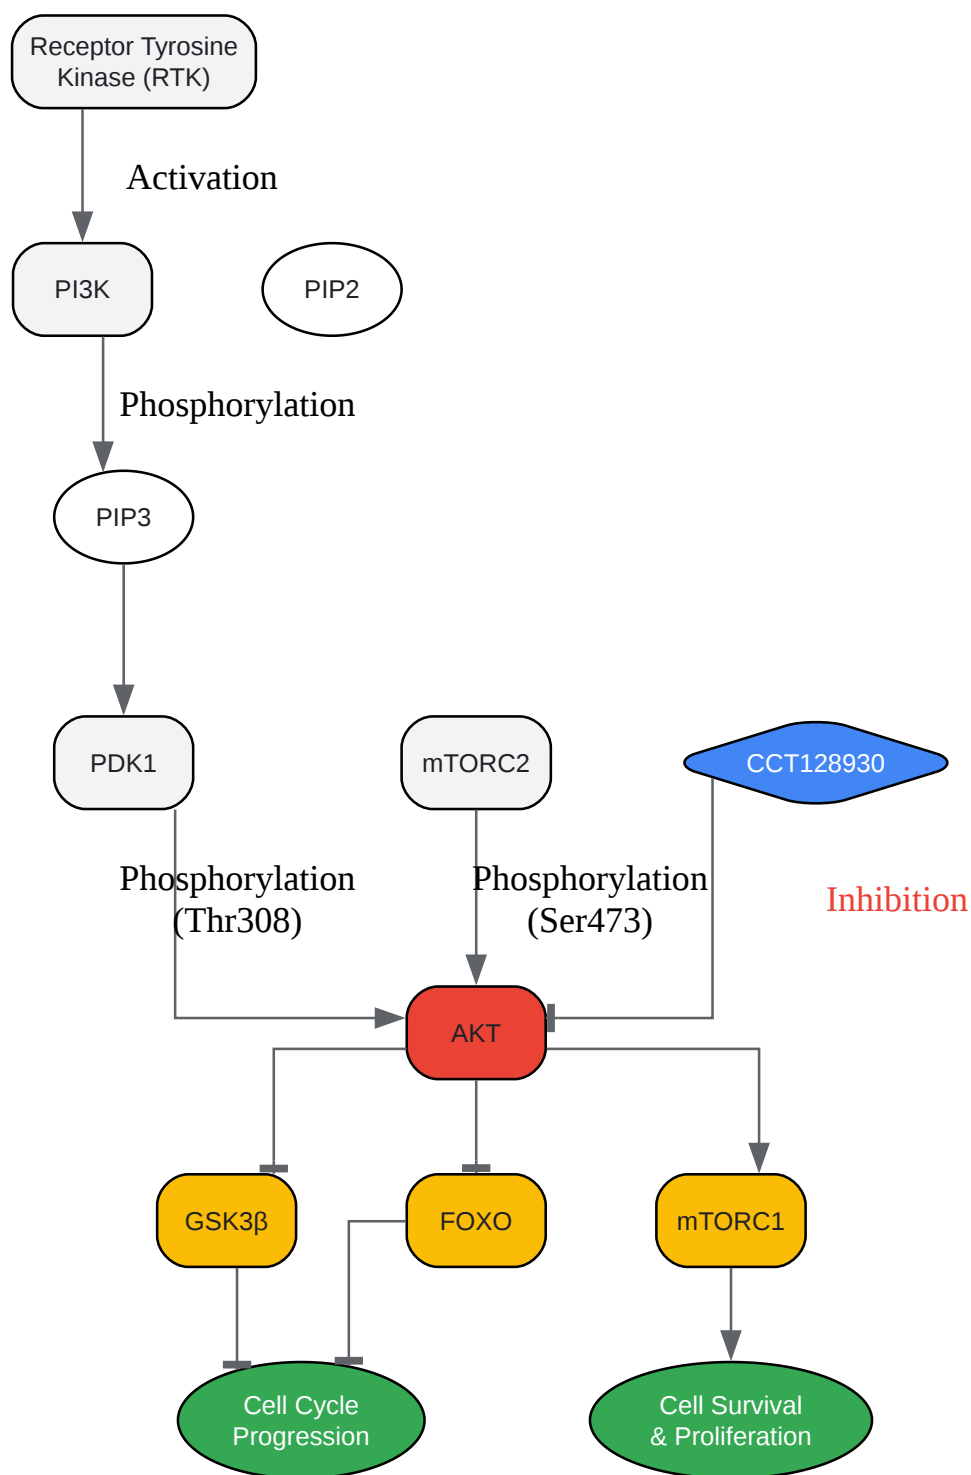 Receptor Tyrosine
Kinase (RTK)
Activation
PI3K
PIP2
Phosphorylation
PIP3
PDK1
mTORC2
CCT128930
Phosphorylation
(Thr308)
Phosphorylation
(Ser473)
Inhibition
AKT
GSK3β
FOXO
mTORC1
Cell Cycle
Progression
Cell Survival
& Proliferation